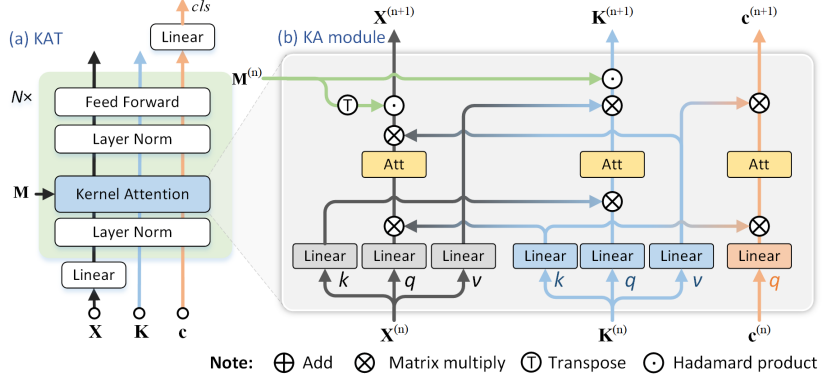 cls
(a) KAT
Linear
N×
Feed Forward
Layer Norm
M
Kernel Attention
Layer Norm
Linear
X K c
X(n+1) K(n+1) c(n+1)
(b) KA module
M(n)
T
Att Att Att
Linear Linear Linear Linear Linear Linear Linear
k q v k q v q
X(n) K(n) c(n)
Note: Add Matrix multiply T Transpose Hadamard product